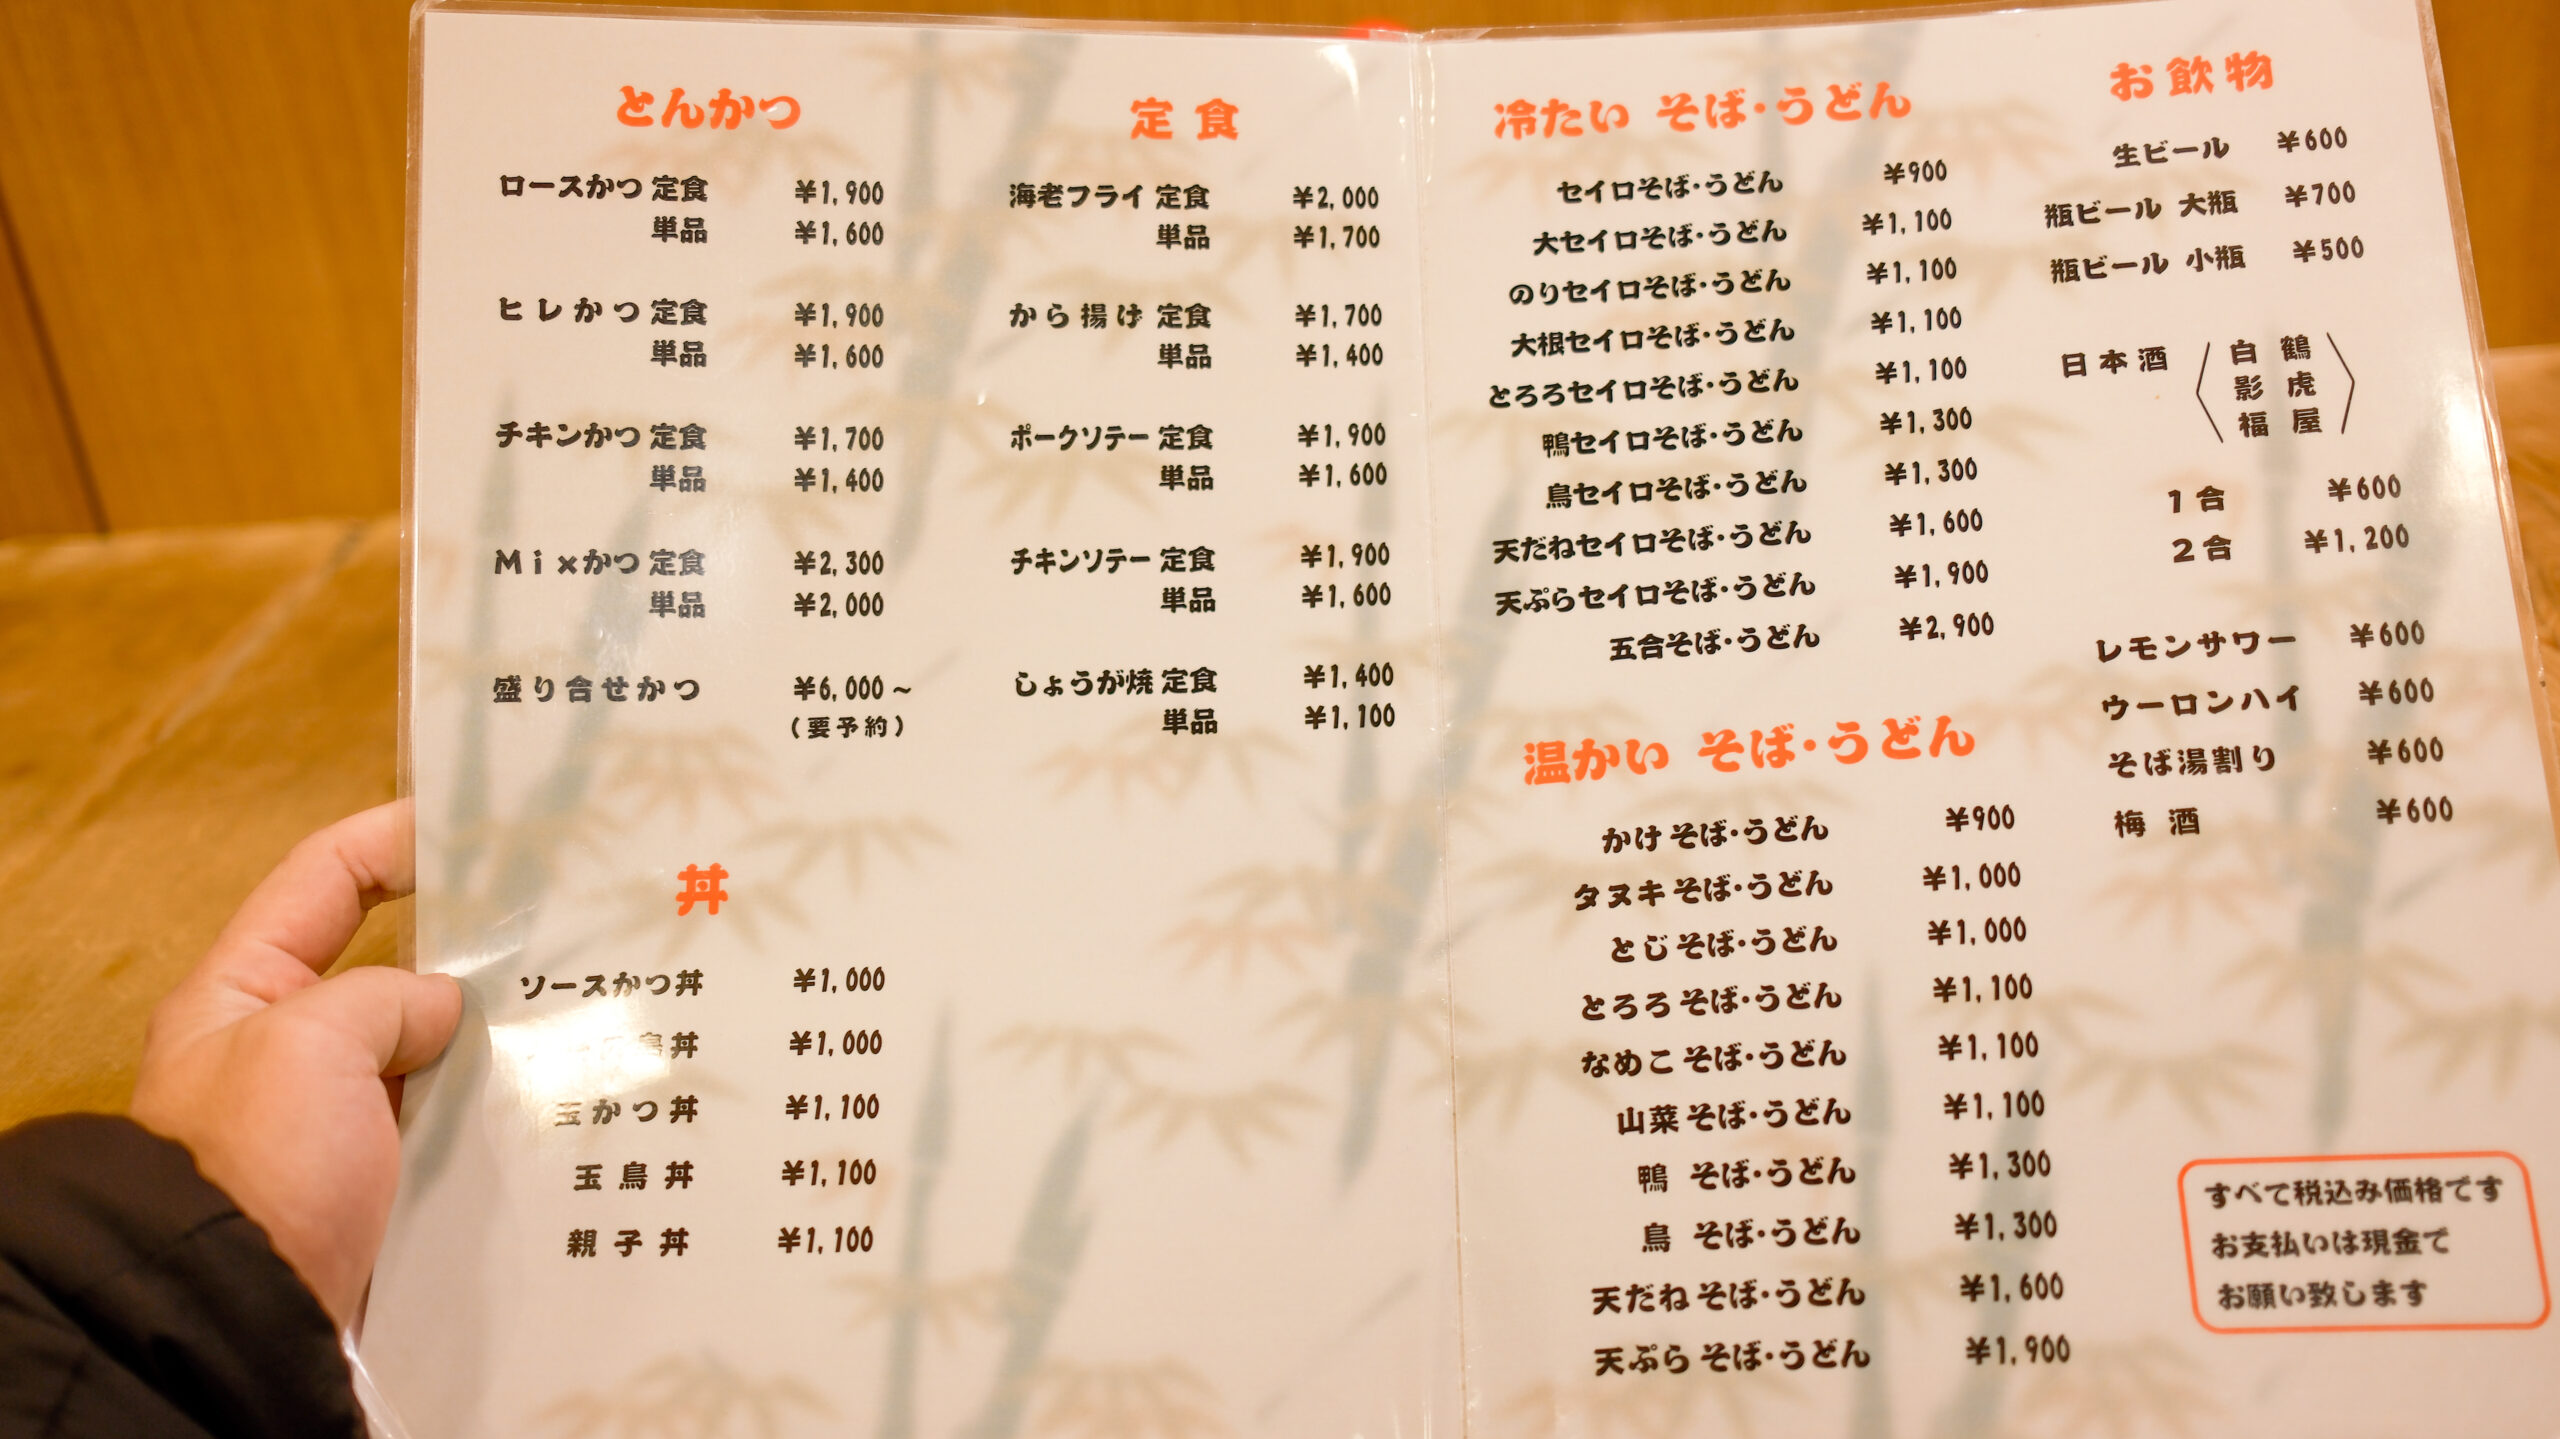 とんかつ
ロースかつ 定食 ¥1,900
単品 ¥1,600
ヒレかつ 定食 ¥1,900
単品 ¥1,600
チキンかつ 定食 ¥1,700
単品 ¥1,400
Mixかつ 定食 ¥2,300
単品 ¥2,000
盛り合せかつ ¥6,000~
(要予約)
丼
ソースかつ丼 ¥1,000
鳥丼 ¥1,000
玉かつ丼 ¥1,100
玉鳥丼 ¥1,100
親子丼 ¥1,100
定食
海老フライ 定食 ¥2,000
単品 ¥1,700
から揚げ 定食 ¥1,700
単品 ¥1,400
ポークソテー 定食 ¥1,900
単品 ¥1,600
チキンソテー 定食 ¥1,900
単品 ¥1,600
しょうが焼 定食 ¥1,400
単品 ¥1,100
冷たい そば・うどん
セイロそば・うどん ¥900
大セイロそば・うどん ¥1,100
のりセイロそば・うどん ¥1,100
大根セイロそば・うどん ¥1,100
とろろセイロそば・うどん ¥1,100
鴨セイロそば・うどん ¥1,300
鳥セイロそば・うどん ¥1,300
天だねセイロそば・うどん ¥1,600
天ぷらセイロそば・うどん ¥1,900
五合そば・うどん ¥2,900
温かい そば・うどん
かけ そば・うどん ¥900
タヌキ そば・うどん ¥1,000
とじ そば・うどん ¥1,000
とろろ そば・うどん ¥1,100
なめこ そば・うどん ¥1,100
山菜 そば・うどん ¥1,100
鴨 そば・うどん ¥1,300
鳥 そば・うどん ¥1,300
天だね そば・うどん ¥1,600
天ぷら そば・うどん ¥1,900
お飲物
生ビール ¥600
瓶ビール 大瓶 ¥700
瓶ビール 小瓶 ¥500
日本酒
白鶴
影虎
福屋
1合 ¥600
2合 ¥1,200
レモンサワー ¥600
ウーロンハイ ¥600
そば湯割り ¥600
梅酒 ¥600
すべて税込み価格です
お支払いは現金で
お願い致します